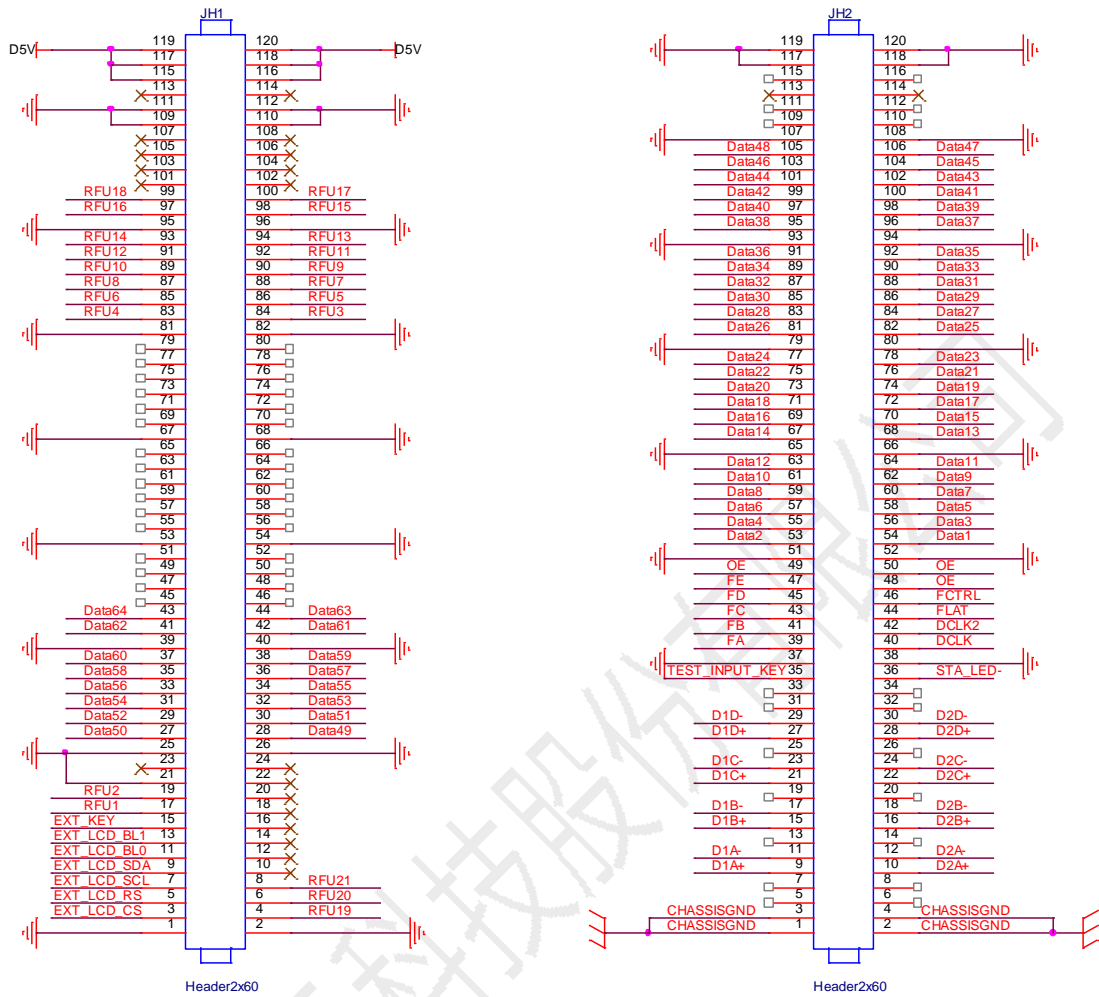 JH1
D5V 119 120 D5V
117 118
115 116
113 114
111 112
109 110
107 108
105 106
103 104
101 102
RFU18 99 100 RFU17
RFU16 97 98 RFU15
95 96
RFU14 93 94 RFU13
RFU12 91 92 RFU11
RFU10 89 90 RFU9
RFU8 87 88 RFU7
RFU6 85 86 RFU5
RFU4 83 84 RFU3
81 82
79 80
77 78
75 76
73 74
71 72
69 70
67 68
65 66
63 64
61 62
59 60
57 58
55 56
53 54
51 52
49 50
47 48
45 46
Data64 43 44 Data63
Data62 41 42 Data61
39 40
Data60 37 38 Data59
Data58 35 36 Data57
Data56 33 34 Data55
Data54 31 32 Data53
Data52 29 30 Data51
Data50 27 28 Data49
25 26
23 24
21 22
RFU2 19 20
RFU1 17 18
EXT_KEY 15 16
EXT_LCD_BL1 13 14
EXT_LCD_BL0 11 12
EXT_LCD_SDA 9 10
EXT_LCD_SCL 7 8 RFU21
EXT_LCD_RS 5 6 RFU20
EXT_LCD_CS 3 4 RFU19
1 2
Header2x60
JH2
119 120
117 118
115 116
113 114
111 112
109 110
107 108
Data48 105 106 Data47
Data46 103 104 Data45
Data44 101 102 Data43
Data42 99 100 Data41
Data40 97 98 Data39
Data38 95 96 Data37
93 94
Data36 91 92 Data35
Data34 89 90 Data33
Data32 87 88 Data31
Data30 85 86 Data29
Data28 83 84 Data27
Data26 81 82 Data25
79 80
Data24 77 78 Data23
Data22 75 76 Data21
Data20 73 74 Data19
Data18 71 72 Data17
Data16 69 70 Data15
Data14 67 68 Data13
65 66
Data12 63 64 Data11
Data10 61 62 Data9
Data8 59 60 Data7
Data6 57 58 Data5
Data4 55 56 Data3
Data2 53 54 Data1
51 52
OE 49 50 OE
FE 47 48 OE
FD 45 46 FCTRL
FC 43 44 FLAT
FB 41 42 DCLK2
FA 39 40 DCLK
37 38
TEST_INPUT_KEY 35 36 STA_LED-
33 34
31 32
D1D- 29 30 D2D-
D1D+ 27 28 D2D+
25 26
D1C- 23 24 D2C-
D1C+ 21 22 D2C+
19 20
D1B- 17 18 D2B-
D1B+ 15 16 D2B+
13 14
D1A- 11 12 D2A-
D1A+ 9 10 D2A+
7 8
5 6
CHASSISGND 3 4 CHASSISGND
CHASSISGND 1 2 CHASSISGND
Header2x60
科技股份有限公司